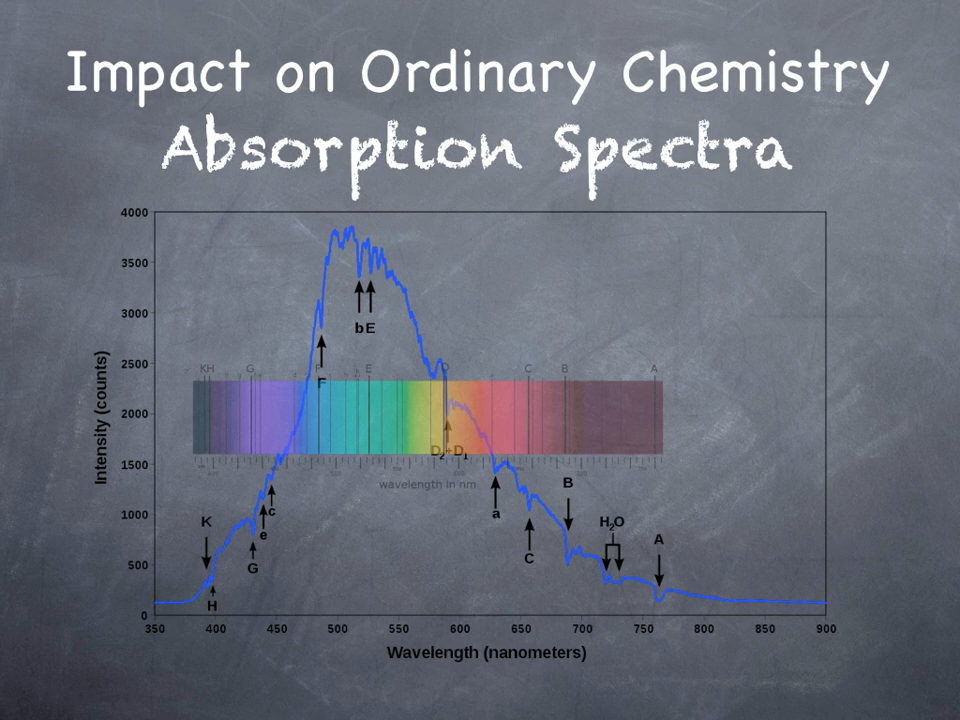 Impact on Ordinary Chemistry
Absorption Spectra
4000
3500
3000
2500
2000
1500
1000
500
0
Intensity (counts)
b E
F
KH G F E D C B A
D₂+D₁
wavelength in nm
K
H
G
e
c
a
C
B
H₂O
A
350 400 450 500 550 600 650 700 750 800 850 900
Wavelength (nanometers)